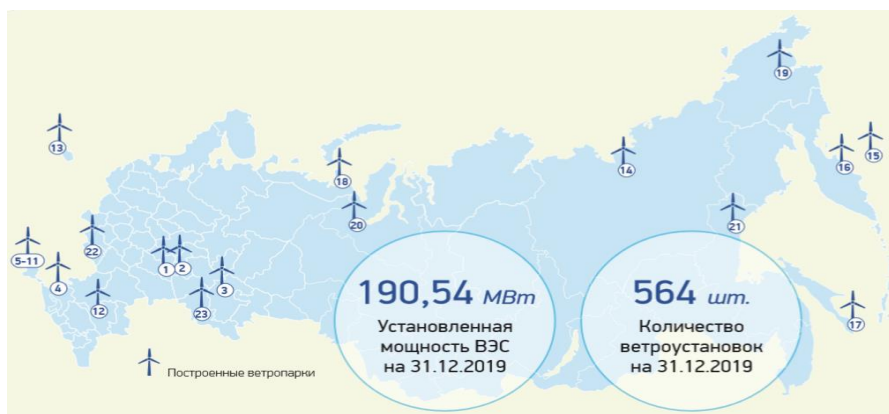 19
13
14
16
15
18
20
21
22
5-11
1
2
4
3
12
23
17
190,54 МВт
Установленная
мощность ВЭС
на 31.12.2019
564 шт.
Количество
ветроустановок
на 31.12.2019
Построенные ветропарки